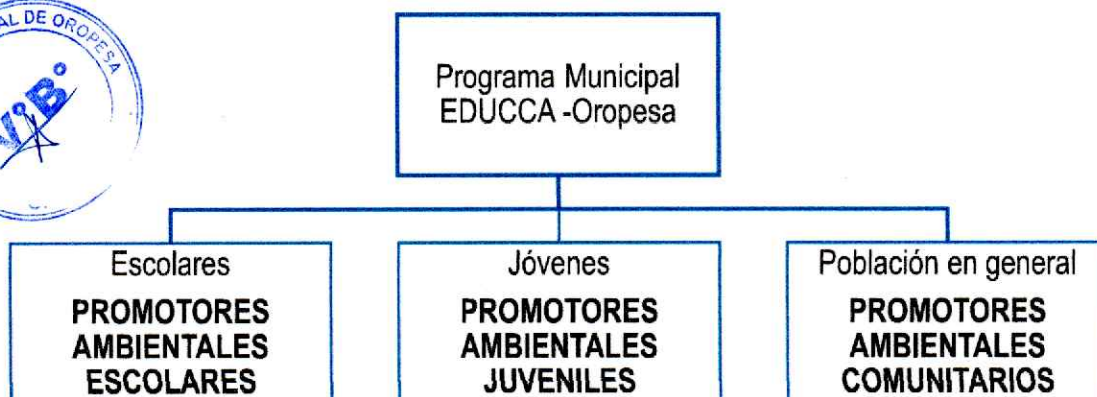 AL DE OROPESA
V°B°
Programa Municipal
EDUCCA -Oropesa
Escolares
PROMOTORES
AMBIENTALES
ESCOLARES
Jóvenes
PROMOTORES
AMBIENTALES
JUVENILES
Población en general
PROMOTORES
AMBIENTALES
COMUNITARIOS